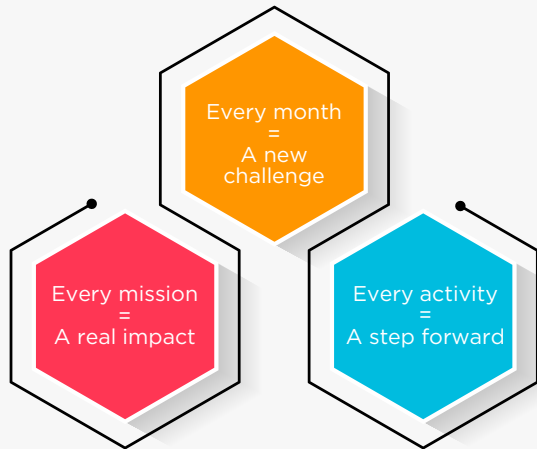 Every month
=
A new
challenge
Every mission
=
A real impact
Every activity
=
A step forward